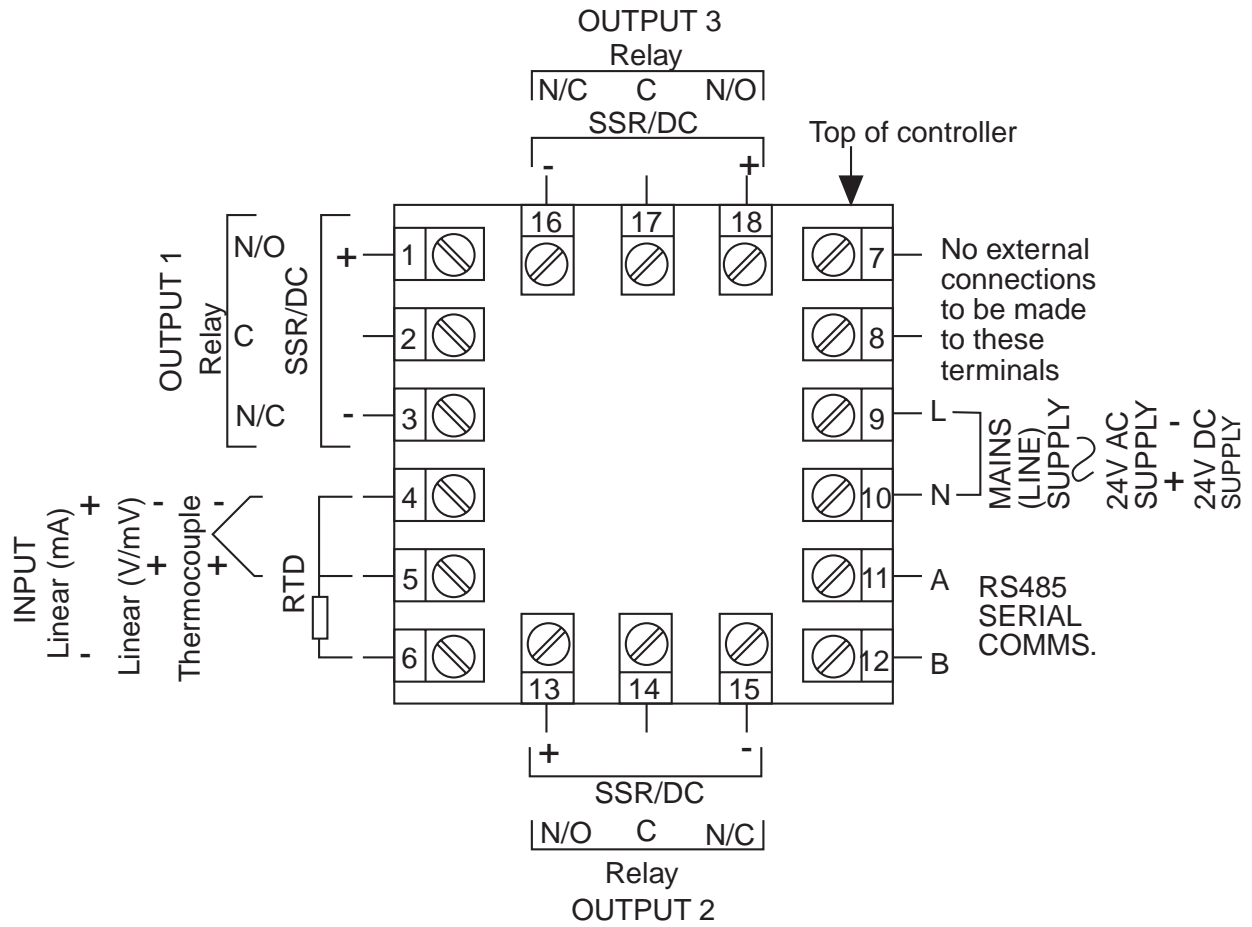 OUTPUT 3
Relay
N/C C N/O
SSR/DC
- +
Top of controller
16 17 18
OUTPUT 1
Relay
N/O
C
N/C
SSR/DC
+
-
1
2
3
4
5
6
7
8
9
10
11
12
No external
connections
to be made
to these
terminals
L
N
MAINS
(LINE)
SUPPLY
24V AC
SUPPLY
- +
24V DC
SUPPLY
A
B
RS485
SERIAL
COMMS.
INPUT
Linear (mA)
+ -
Linear (V/mV)
- +
Thermocouple
- +
RTD
13 14 15
+ -
SSR/DC
N/O C N/C
Relay
OUTPUT 2